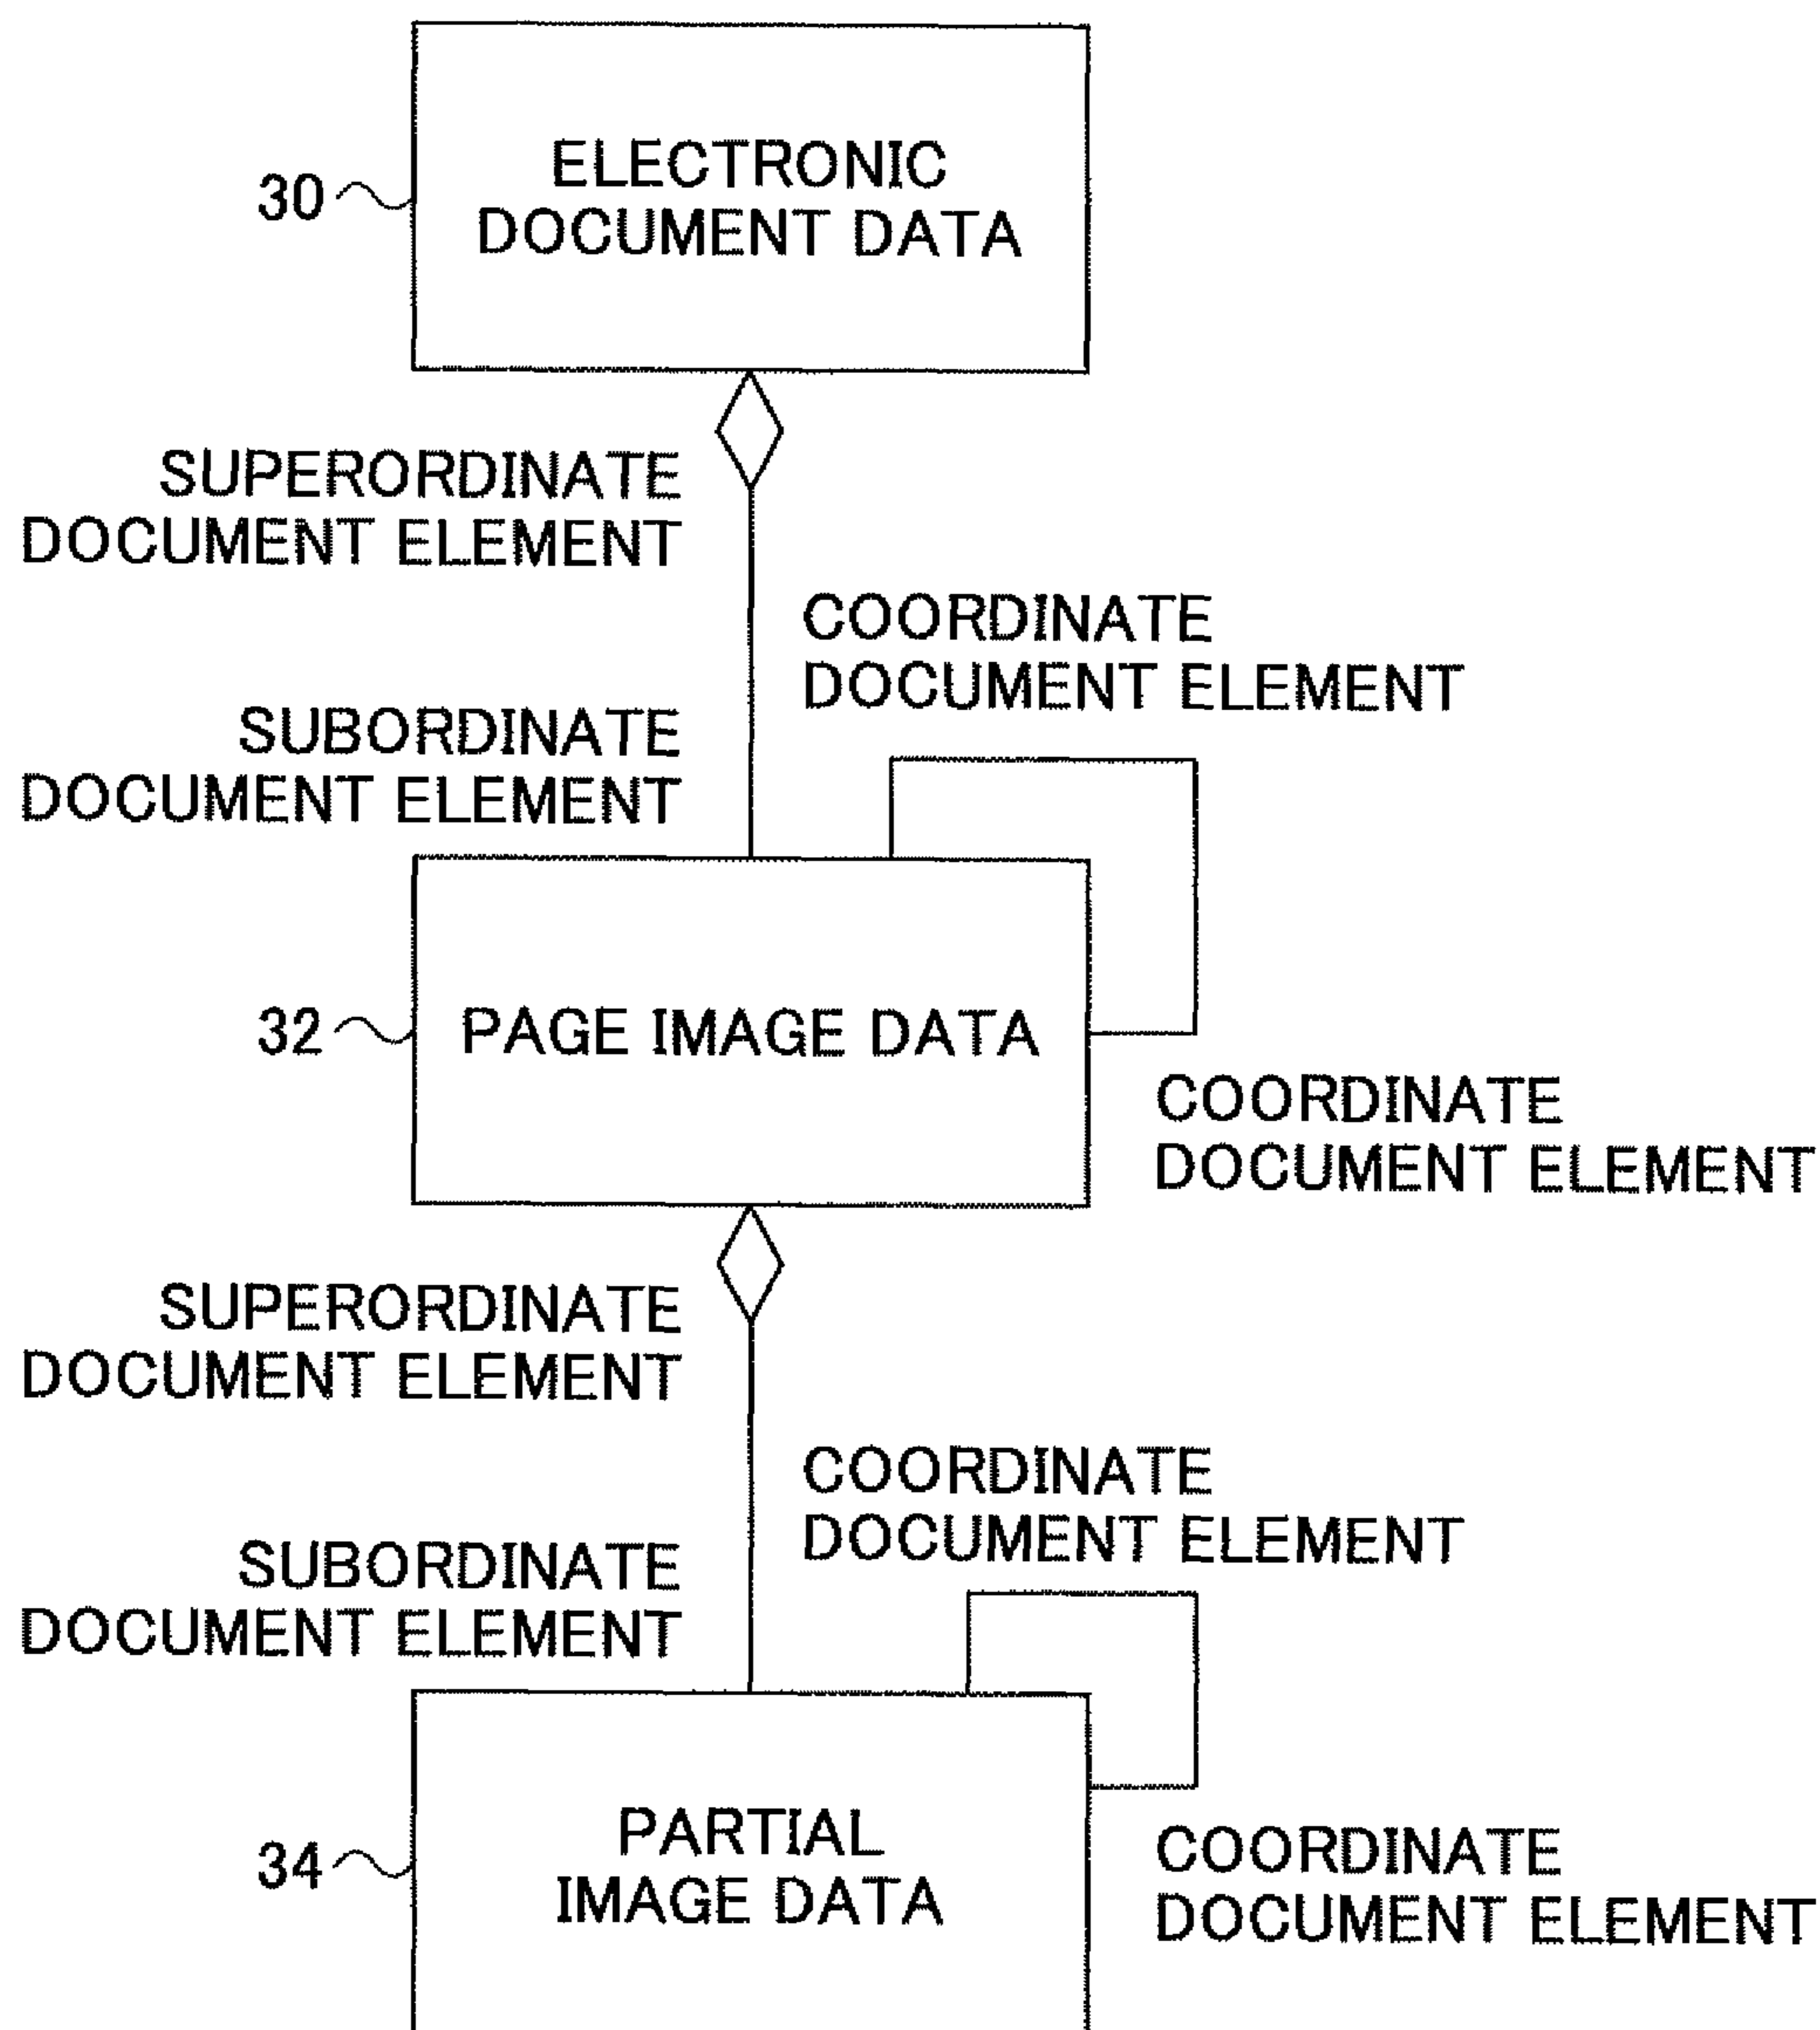 30
ELECTRONIC
DOCUMENT DATA
SUPERORDINATE
DOCUMENT ELEMENT
COORDINATE
DOCUMENT ELEMENT
SUBORDINATE
DOCUMENT ELEMENT
32
PAGE IMAGE DATA
COORDINATE
DOCUMENT ELEMENT
SUPERORDINATE
DOCUMENT ELEMENT
COORDINATE
DOCUMENT ELEMENT
SUBORDINATE
DOCUMENT ELEMENT
34
PARTIAL
IMAGE DATA
COORDINATE
DOCUMENT ELEMENT